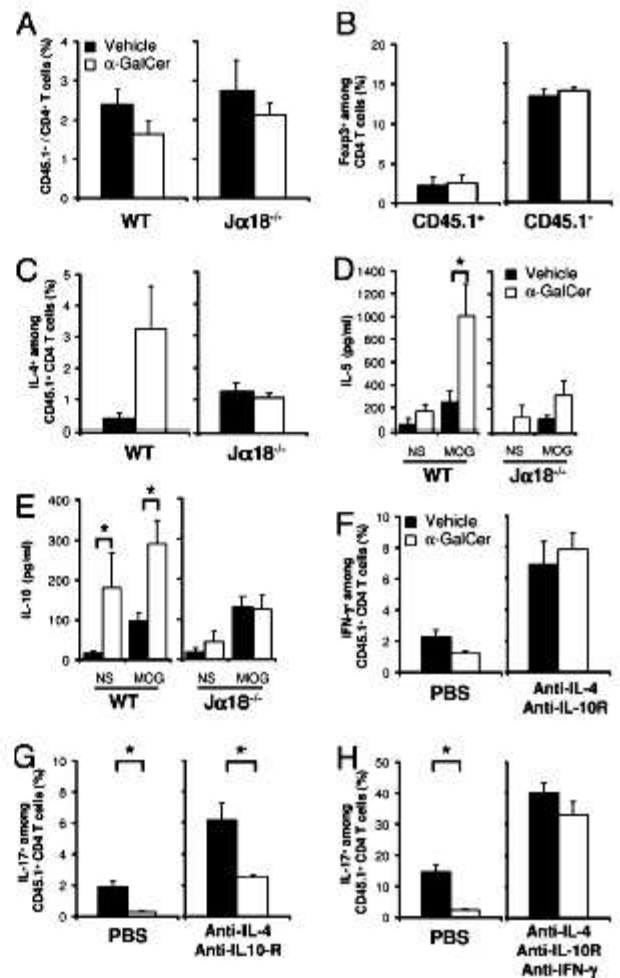 A
CD45.1⁺ / CD4⁺ T cells (%)
4
3
2
1
0
Vehicle
α-GalCer
WT
Jα18⁻/⁻
B
Foxp3⁺ among
CD4 T cells (%)
20
15
10
5
0
CD45.1⁺
CD45.1⁻
C
IL-4⁺ among
CD45.1⁺ CD4 T cells (%)
5
4
3
2
1
0
WT
Jα18⁻/⁻
D
IL-5 (pg/ml)
1400
1200
1000
800
600
400
200
0
*
Vehicle
α-GalCer
NS MOG NS MOG
WT
Jα18⁻/⁻
E
IL-10 (pg/ml)
400
300
200
100
0
* *
NS MOG NS MOG
WT
Jα18⁻/⁻
F
IFN-γ⁺ among
CD45.1⁺ CD4 T cells (%)
10
8
6
4
2
0
Vehicle
α-GalCer
PBS
Anti-IL-4
Anti-IL-10R
G
IL-17⁺ among
CD45.1⁺ CD4 T cells (%)
10
8
6
4
2
0
* *
PBS
Anti-IL-4
Anti-IL10-R
H
IL-17⁺ among
CD45.1⁺ CD4 T cells (%)
50
40
30
20
10
0
*
PBS
Anti-IL-4
Anti-IL-10R
Anti-IFN-γ